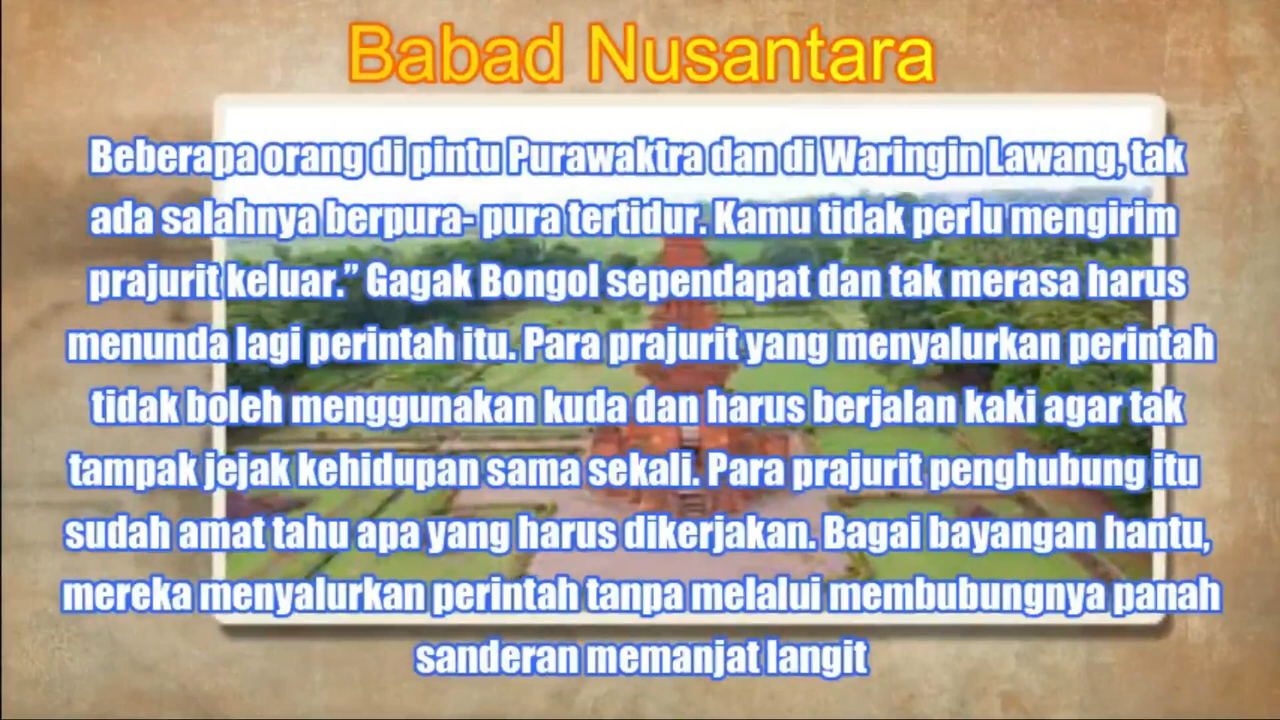 Babad Nusantara
Beberapa orang di pintu Purawaktra dan di Waringin Lawang, tak
ada salahnya berpura- pura tertidur. Kamu tidak perlu mengirim
prajurit keluar.” Gagak Bongol sependapat dan tak merasa harus
menunda lagi perintah itu. Para prajurit yang menyalurkan perintah
tidak boleh menggunakan kuda dan harus berjalan kaki agar tak
tampak jejak kehidupan sama sekali. Para prajurit penghubung itu
sudah amat tahu apa yang harus dikerjakan. Bagai bayangan hantu,
mereka menyalurkan perintah tanpa melalui membubungnya panah
sanderan memanjat langit